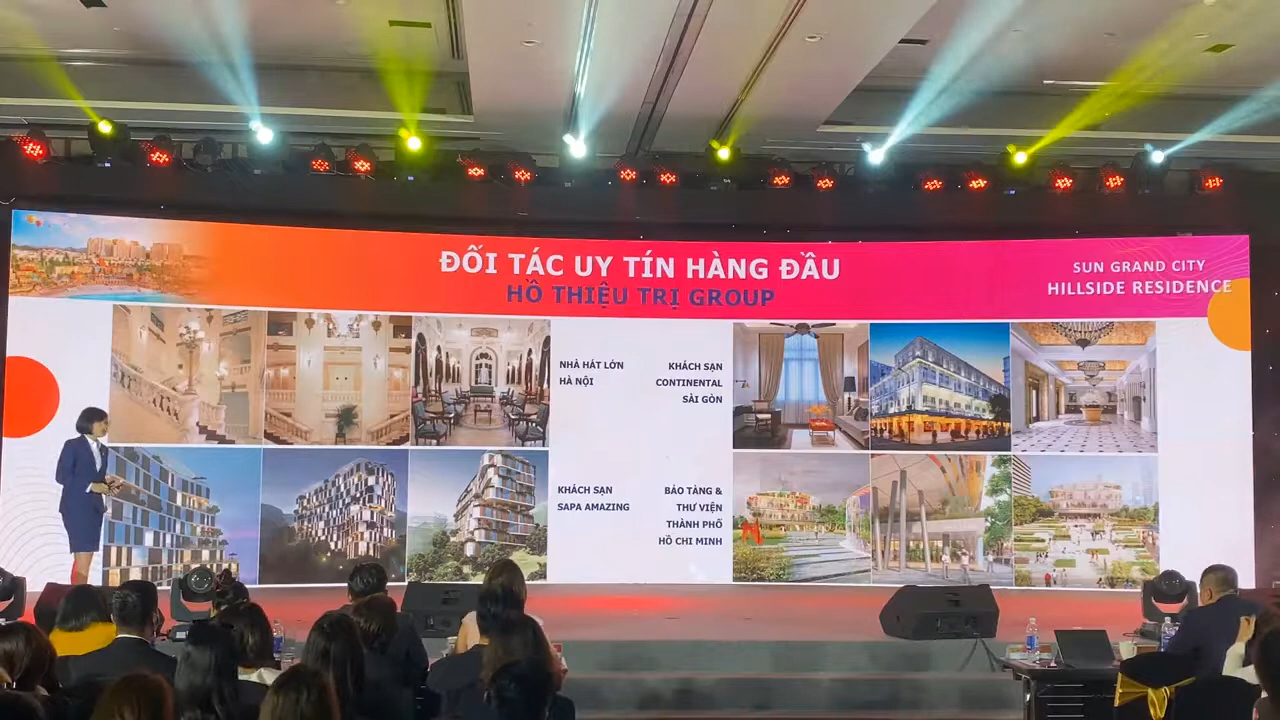 ĐỐI TÁC UY TÍN HÀNG ĐẦU
HỒ THIỆU TRỊ GROUP
SUN GRAND CITY
HILLSIDE RESIDENCE
NHÀ HÁT LỚN
HÀ NỘI
KHÁCH SẠN
CONTINENTAL
SÀI GÒN
KHÁCH SẠN
SAPA AMAZING
BẢO TÀNG &
THƯ VIỆN
THÀNH PHỐ
HỒ CHI MINH